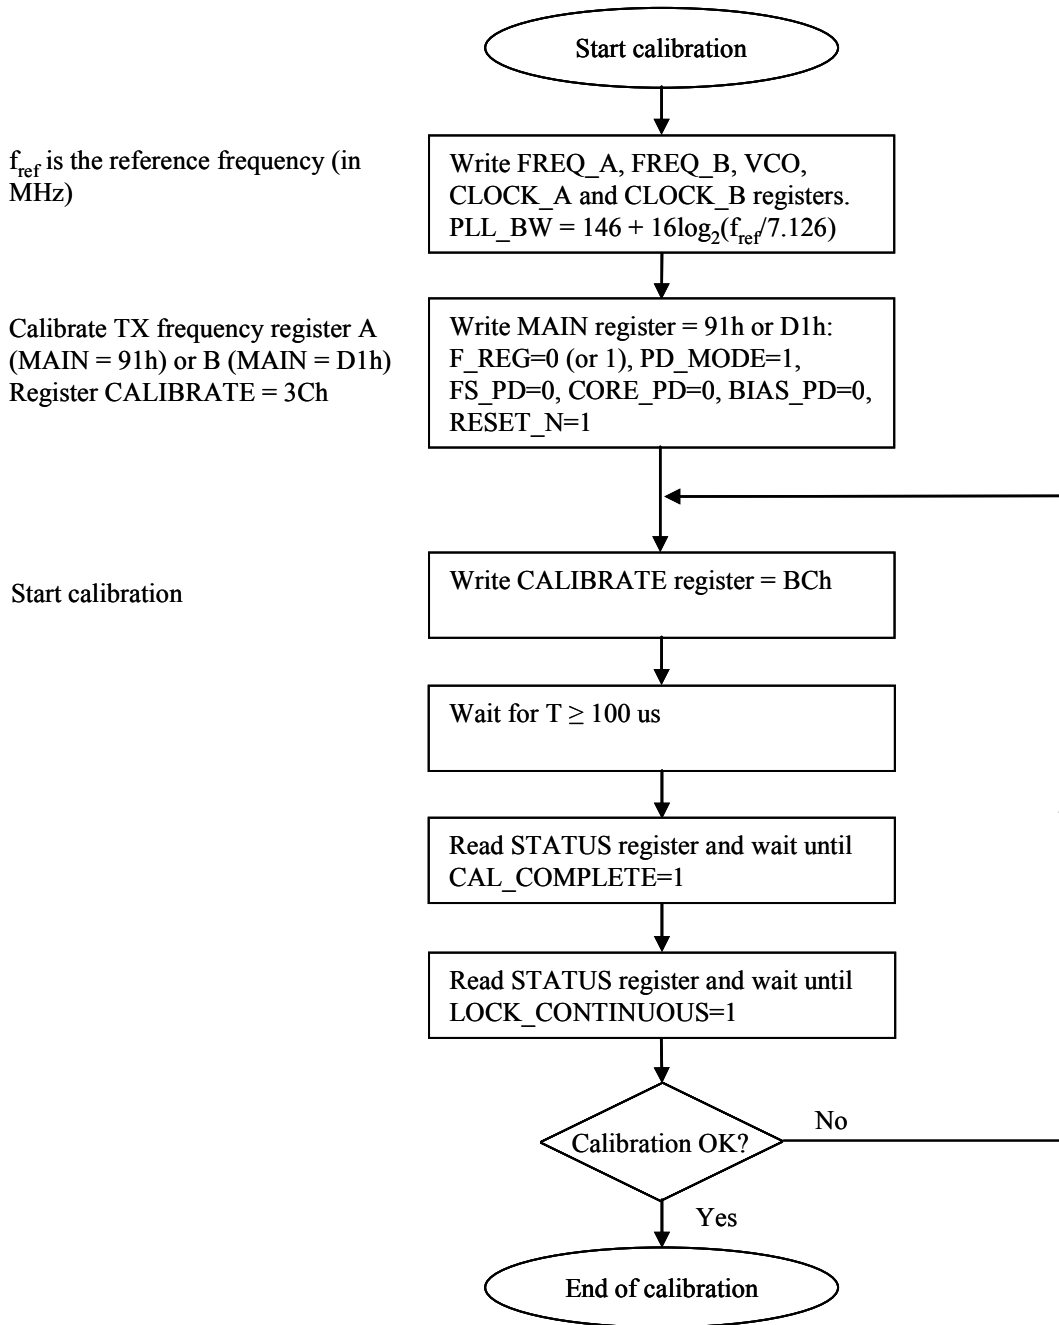 Start calibration
f_ref is the reference frequency (in
MHz)
Write FREQ_A, FREQ_B, VCO,
CLOCK_A and CLOCK_B registers.
PLL_BW = 146 + 16log₂(f_ref/7.126)
Calibrate TX frequency register A
(MAIN = 91h) or B (MAIN = D1h)
Register CALIBRATE = 3Ch
Write MAIN register = 91h or D1h:
F_REG=0 (or 1), PD_MODE=1,
FS_PD=0, CORE_PD=0, BIAS_PD=0,
RESET_N=1
Start calibration
Write CALIBRATE register = BCh
Wait for T ≥ 100 us
Read STATUS register and wait until
CAL_COMPLETE=1
Read STATUS register and wait until
LOCK_CONTINUOUS=1
Calibration OK?
No
Yes
End of calibration